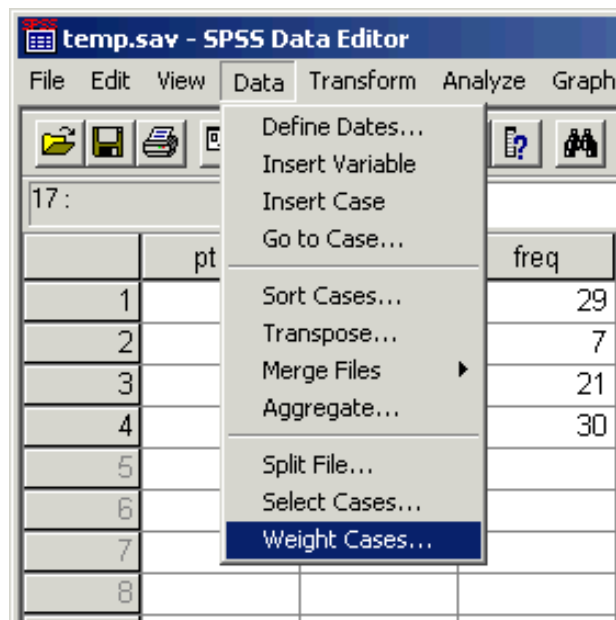 SPSS
temp.sav - SPSS Data Editor
File Edit View Data Transform Analyze Graph
17 :
pt freq
Define Dates...
Insert Variable
Insert Case
Go to Case...
Sort Cases...
Transpose...
Merge Files
Aggregate...
Split File...
Select Cases...
Weight Cases...
1 29
2 7
3 21
4 30
5
6
7
8